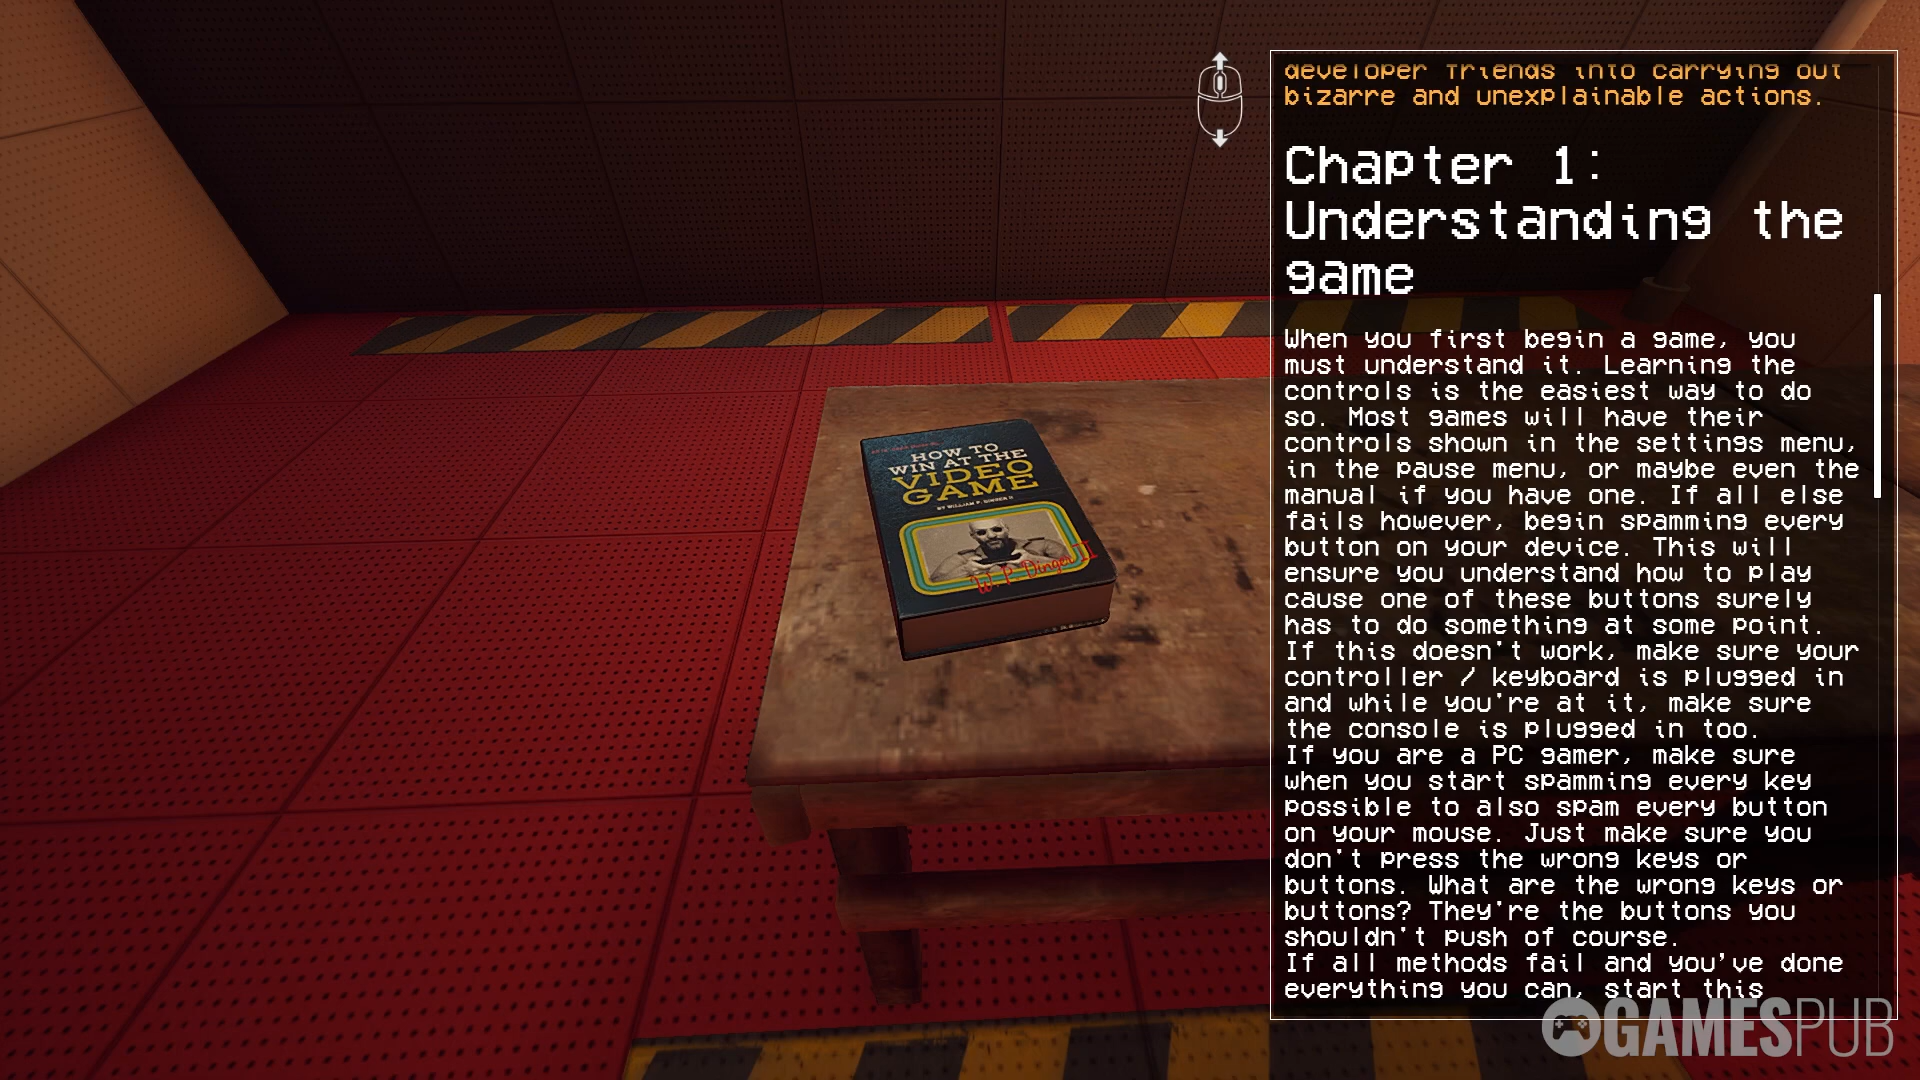 HOW TO
WIN AT THE
VIDEO
GAME
BY WILLIAM P. DINGER II
W. P. Dinger II
developer friends into carrying out
bizarre and unexplainable actions.
Chapter 1:
Understanding the
game
When you first begin a game, you
must understand it. Learning the
controls is the easiest way to do
so. Most games will have their
controls shown in the settings menu,
in the pause menu, or maybe even the
manual if you have one. If all else
fails however, begin spamming every
button on your device. This will
ensure you understand how to play
cause one of these buttons surely
has to do something at some point.
If this doesn't work, make sure your
controller / keyboard is plugged in
and while you're at it, make sure
the console is plugged in too.
If you are a PC gamer, make sure
when you start spamming every key
possible to also spam every button
on your mouse. Just make sure you
don't press the wrong keys or
buttons. What are the wrong keys or
buttons? They're the buttons you
shouldn't push of course.
If all methods fail and you've done
everything you can, start this
GAMESPUB